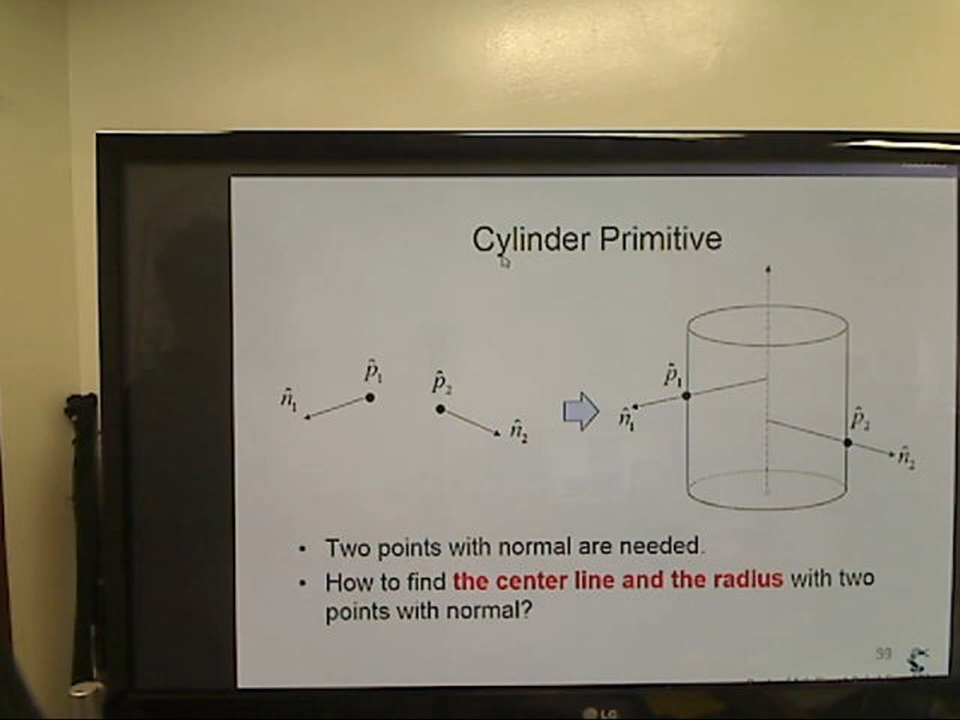 Cylinder Primitive
p̂₁
p̂₂
n̂₁
n̂₂
p̂₁
n̂₁
p̂₂
n̂₂
• Two points with normal are needed.
• How to find the center line and the radius with two
points with normal?
39
LG